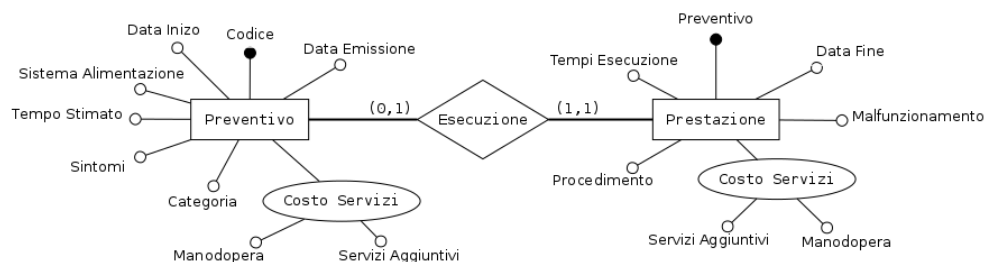 Preventivo
Data Inizo
Codice
Data Emissione
Tempi Esecuzione
Data Fine
Sistema Alimentazione
(0,1)
(1,1)
Tempo Stimato
Preventivo
Esecuzione
Prestazione
Malfunzionamento
Sintomi
Procedimento
Costo Servizi
Categoria
Costo Servizi
Servizi Aggiuntivi
Manodopera
Manodopera
Servizi Aggiuntivi